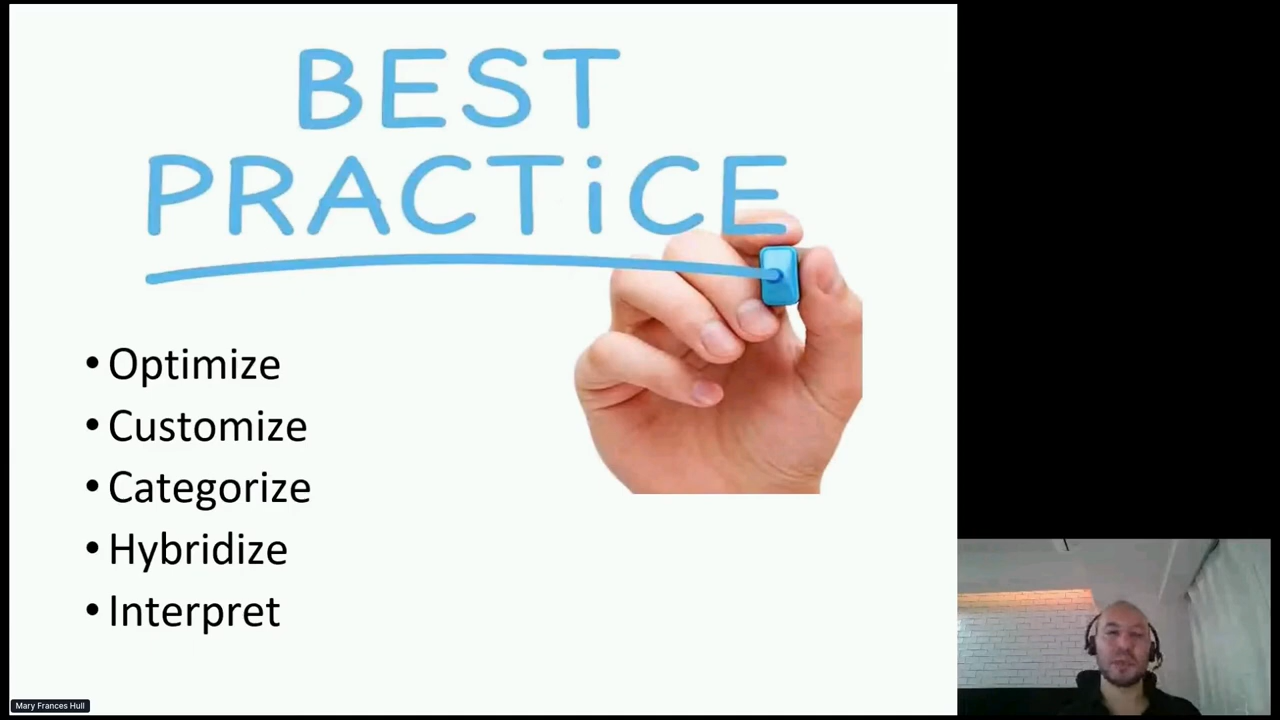 BEST
PRACTiCE
• Optimize
• Customize
• Categorize
• Hybridize
• Interpret
Mary Frances Hull